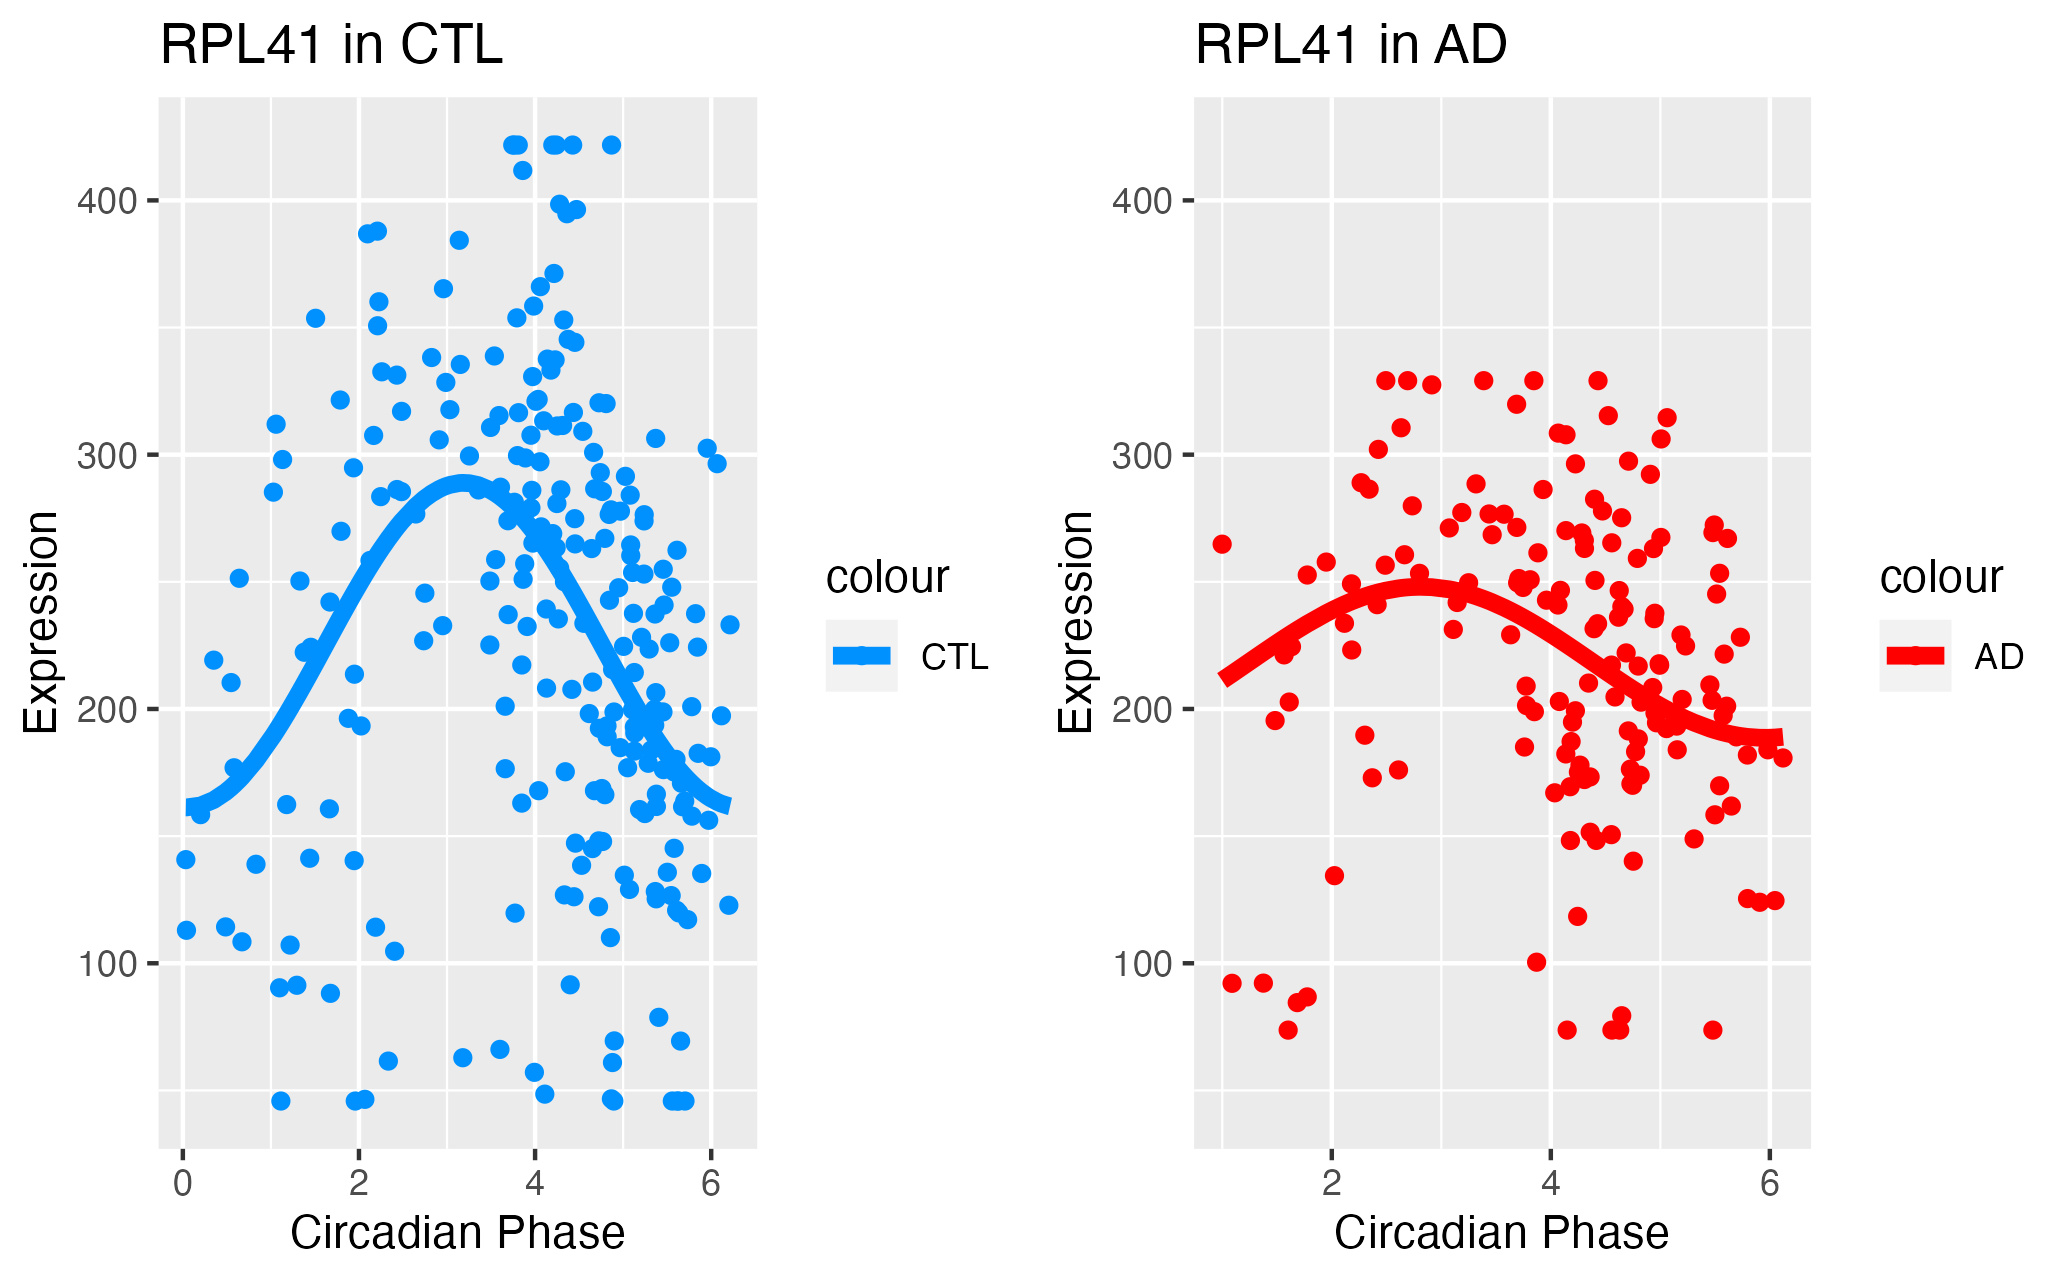 RPL41 in CTL
Expression
400
300
200
100
0 2 4 6
Circadian Phase
colour
CTL
RPL41 in AD
Expression
400
300
200
100
2 4 6
Circadian Phase
colour
AD